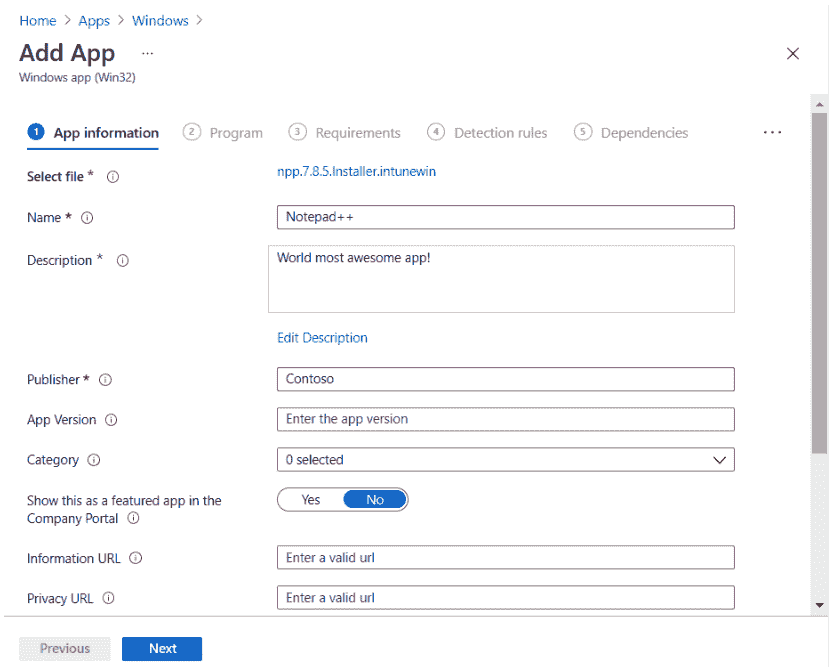 Home > Apps > Windows >
Add App ...
Windows app (Win32)
1 App information 2 Program 3 Requirements 4 Detection rules 5 Dependencies ...
Select file * npp.7.8.5.Installer.intunewin
Name * Notepad++
Description * World most awesome app!
Edit Description
Publisher * Contoso
App Version Enter the app version
Category 0 selected
Show this as a featured app in the Yes No
Company Portal
Information URL Enter a valid url
Privacy URL Enter a valid url
Previous Next